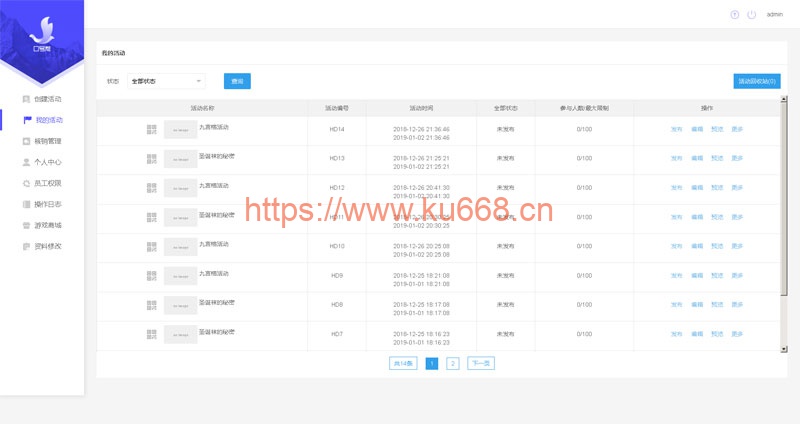 admin
口袋鸽
创建活动
我的活动
核销管理
个人中心
员工权限
操作日志
游戏商城
资料修改
我的活动
状态 全部状态 查询 活动回收站(0)
活动名称 活动编号 活动时间 全部状态 参与人数/最大限制 操作
九宫格活动 HD14 2018-12-26 21:36:46 未发布 0/100 发布 编辑 预览 更多
2019-01-02 21:36:46
圣诞袜的秘密 HD13 2018-12-26 21:25:21 未发布 0/100 发布 编辑 预览 更多
2019-01-02 21:25:21
九宫格活动 HD12 2018-12-26 20:41:30 未发布 0/100 发布 编辑 预览 更多
2019-01-02 20:41:30
圣诞袜的秘密 HD11 2018-12-26 20:30:25 未发布 0/100 发布 编辑 预览 更多
2019-01-02 20:30:25
https://www.ku668.cn
九宫格活动 HD10 2018-12-26 20:25:08 未发布 0/100 发布 编辑 预览 更多
2019-01-02 20:25:08
九宫格活动 HD9 2018-12-25 18:21:08 未发布 0/100 发布 编辑 预览 更多
2019-01-01 18:21:08
圣诞袜的秘密 HD8 2018-12-25 18:17:08 未发布 0/100 发布 编辑 预览 更多
2019-01-01 18:17:08
圣诞袜的秘密 HD7 2018-12-25 18:16:23 未发布 0/100 发布 编辑 预览 更多
2019-01-01 18:16:23
共14条 1 2 下一页